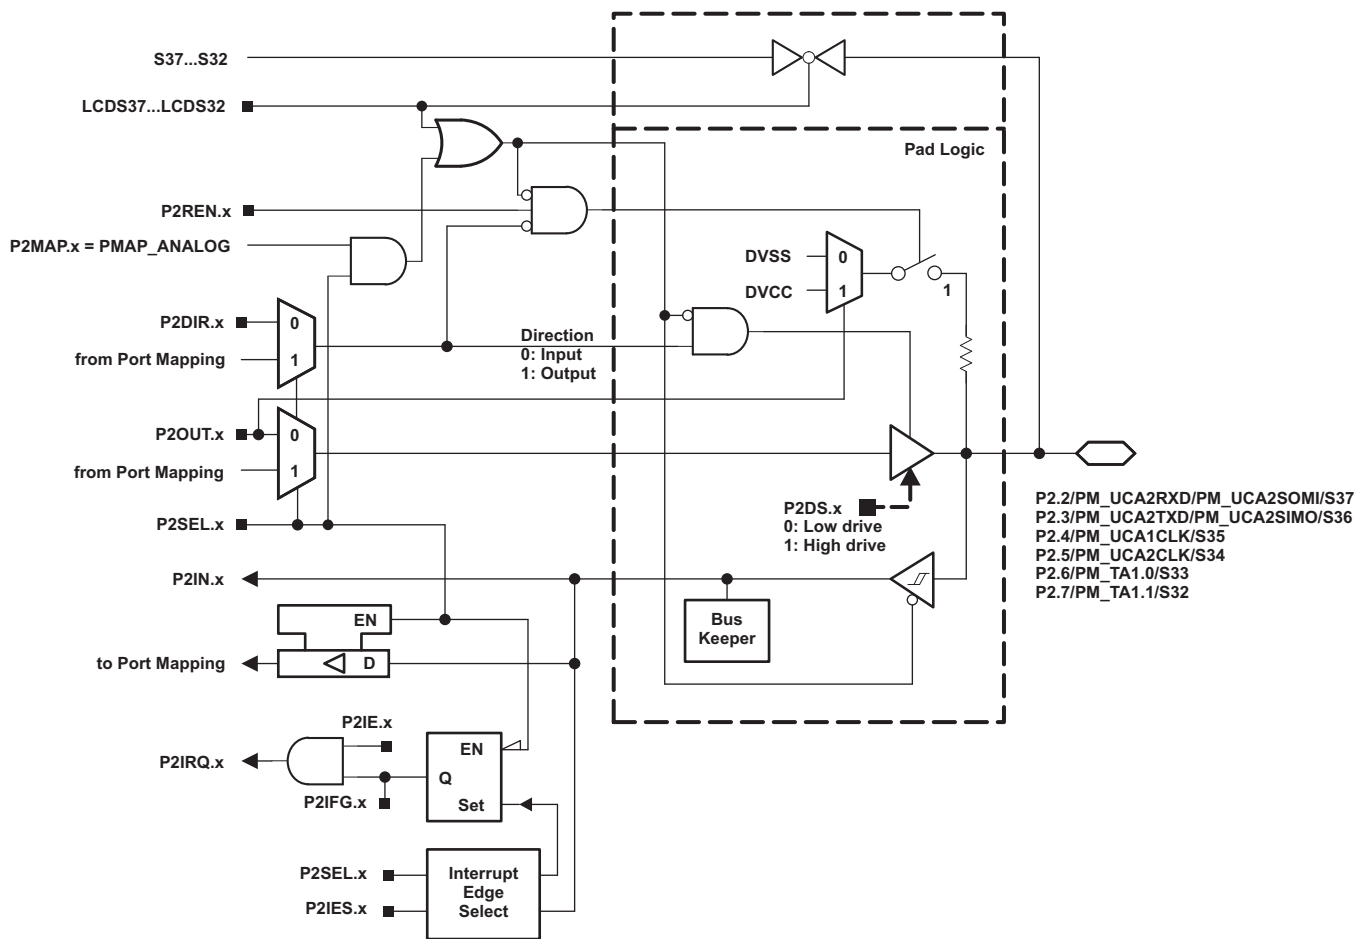 S37...S32
LCDS37...LCDS32
Pad Logic
P2REN.x
P2MAP.x = PMAP_ANALOG
DVSS
0
DVCC
1
1
P2DIR.x
0
from Port Mapping
1
Direction
0: Input
1: Output
P2OUT.x
0
from Port Mapping
1
P2SEL.x
P2DS.x
0: Low drive
1: High drive
P2.2/PM_UCA2RXD/PM_UCA2SOMI/S37
P2.3/PM_UCA2TXD/PM_UCA2SIMO/S36
P2.4/PM_UCA1CLK/S35
P2.5/PM_UCA2CLK/S34
P2.6/PM_TA1.0/S33
P2.7/PM_TA1.1/S32
P2IN.x
Bus
Keeper
EN
to Port Mapping
D
P2IE.x
EN
P2IRQ.x
Q
P2IFG.x
Set
P2SEL.x
P2IES.x
Interrupt
Edge
Select